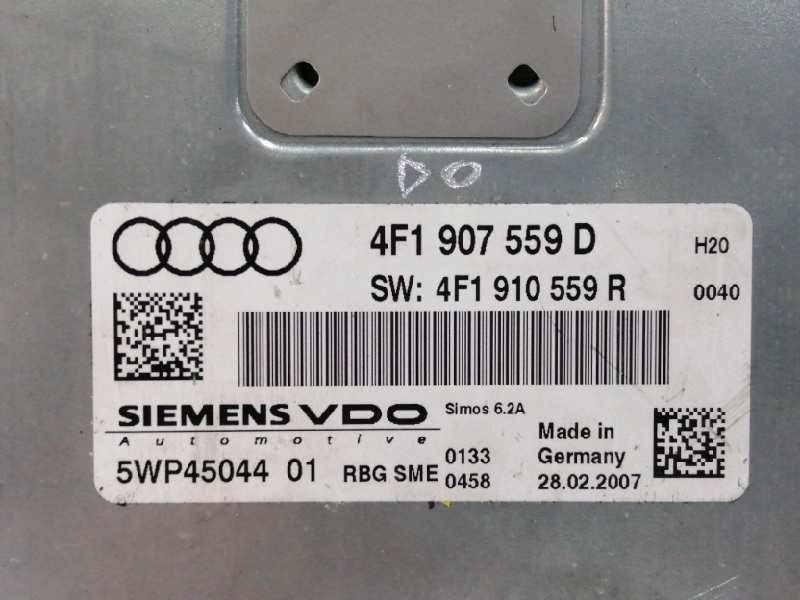 DO
4F1 907 559 D
H20
SW: 4F1 910 559 R
0040
SIEMENS VDO
Automotive
Simos 6.2A
5WP45044 01
RBG SME
0133
0458
Made in
Germany
28.02.2007